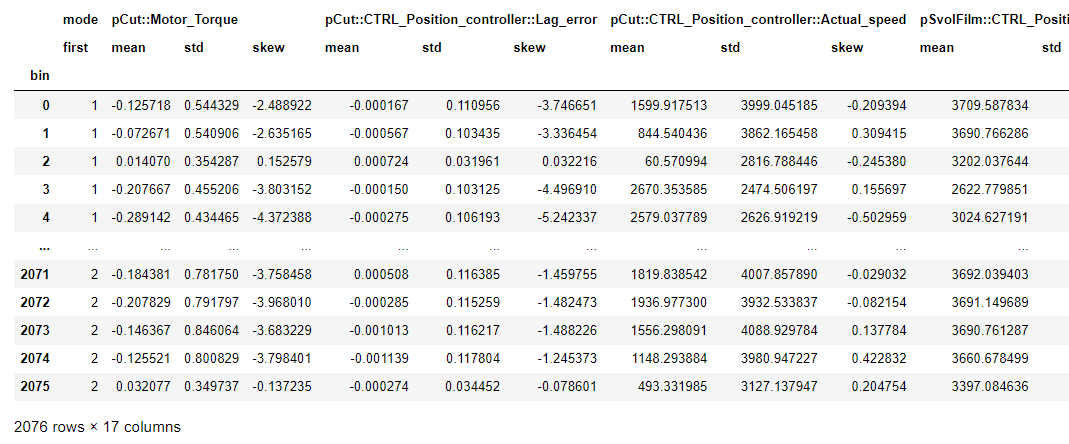 mode pCut::Motor_Torque pCut::CTRL_Position_controller::Lag_error pCut::CTRL_Position_controller::Actual_speed pSvolFilm::CTRL_Positi
first mean std skew mean std skew mean std skew mean std
bin
0 1 -0.125718 0.544329 -2.488922 -0.000167 0.110956 -3.746651 1599.917513 3999.045185 -0.209394 3709.587834
1 1 -0.072671 0.540906 -2.635165 -0.000567 0.103435 -3.336454 844.540436 3862.165458 0.309415 3690.766286
2 1 0.014070 0.354287 0.152579 0.000724 0.031961 0.032216 60.570994 2816.788446 -0.245380 3202.037644
3 1 -0.207667 0.455206 -3.803152 -0.000150 0.103125 -4.496910 2670.353585 2474.506197 0.155697 2622.779851
4 1 -0.289142 0.434465 -4.372388 -0.000275 0.106193 -5.242337 2579.037789 2626.919219 -0.502959 3024.627191
... ... ... ... ... ... ... ... ... ... ... ...
2071 2 -0.184381 0.781750 -3.758458 0.000508 0.116385 -1.459755 1819.838542 4007.857890 -0.029032 3692.039403
2072 2 -0.207829 0.791797 -3.968010 -0.000285 0.115259 -1.482473 1936.977300 3932.533837 -0.082154 3691.149689
2073 2 -0.146367 0.846064 -3.683229 -0.001013 0.116217 -1.488226 1556.298091 4088.929784 0.137784 3690.761287
2074 2 -0.125521 0.800829 -3.798401 -0.001139 0.117804 -1.245373 1148.293884 3980.947227 0.422832 3660.678499
2075 2 0.032077 0.349737 -0.137235 -0.000274 0.034452 -0.078601 493.331985 3127.137947 0.204754 3397.084636
2076 rows × 17 columns